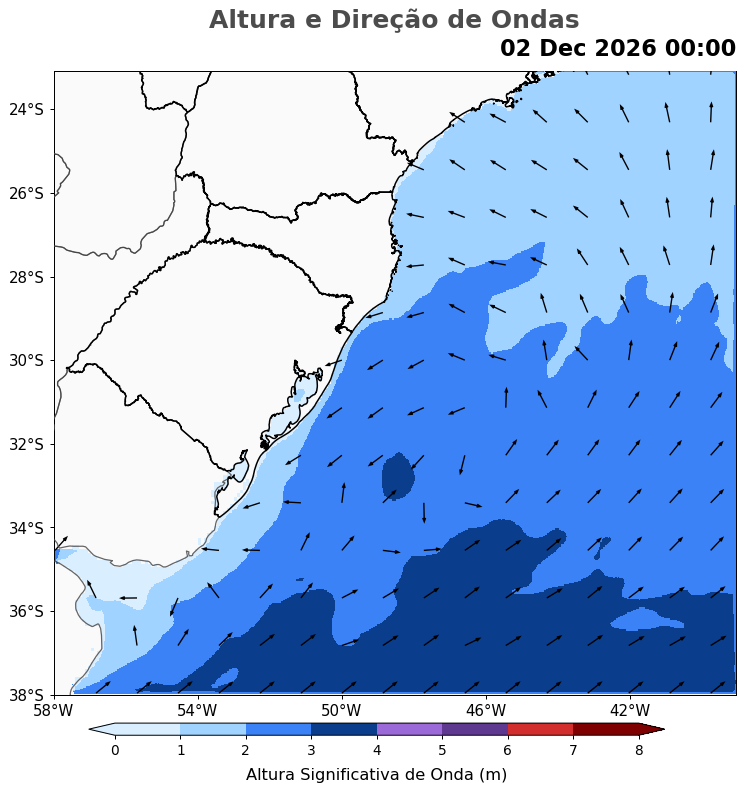 Altura e Direção de Ondas
02 Dec 2026 00:00
24°S
26°S
28°S
30°S
32°S
34°S
36°S
38°S
58°W 54°W 50°W 46°W 42°W
0 1 2 3 4 5 6 7 8
Altura Significativa de Onda (m)